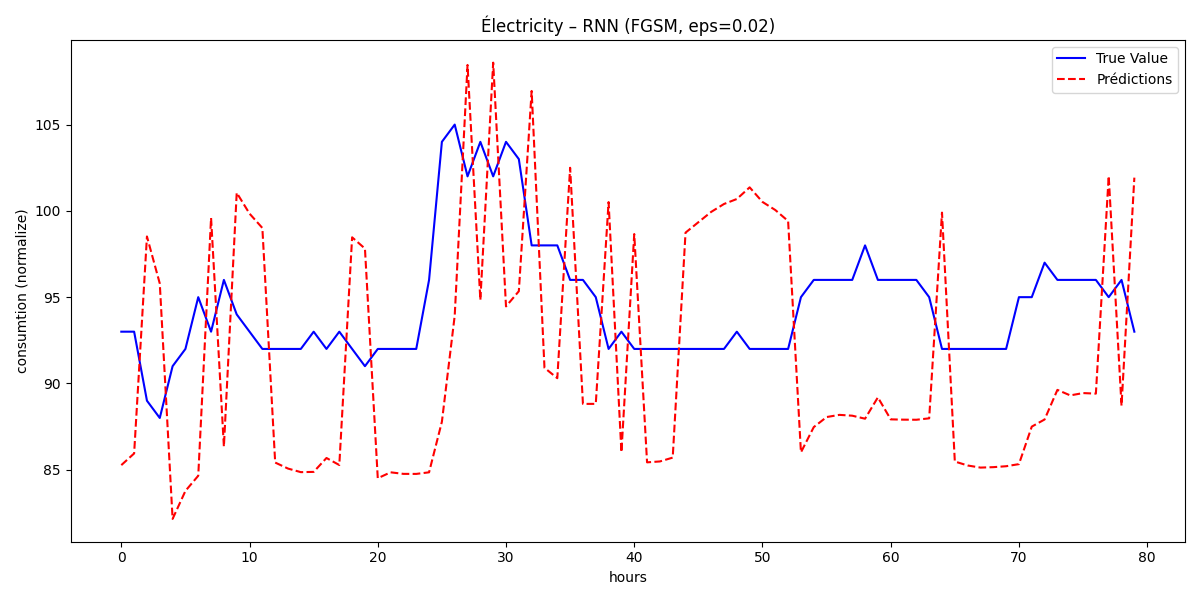 Électricity – RNN (FGSM, eps=0.02)
True Value
Prédictions
consumtion (normalize)
105
100
95
90
85
0 10 20 30 40 50 60 70 80
hours